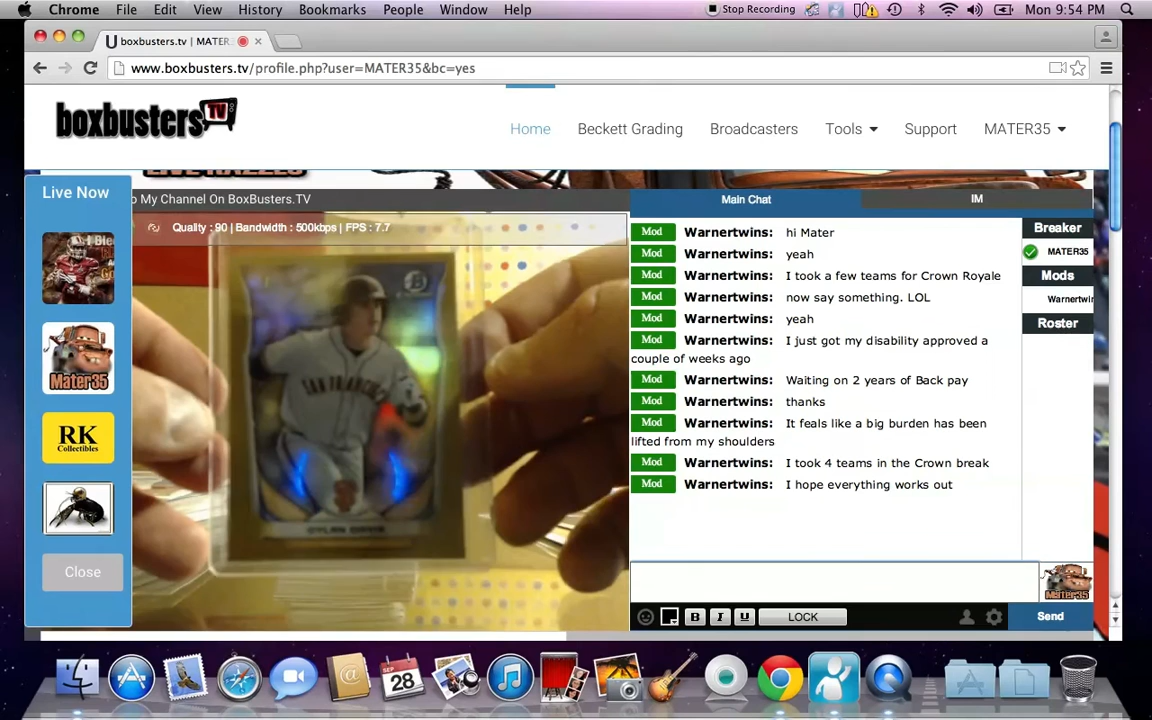 Chrome File Edit View History Bookmarks People Window Help Stop Recording Mon 9:54 PM
boxbusters.tv | MATER
www.boxbusters.tv/profile.php?user=MATER35&bc=yes
boxbusters TV
Home Beckett Grading Broadcasters Tools Support MATER35
Live Now
My Channel On BoxBusters.TV
Main Chat IM
Quality : 90 | Bandwidth : 500kbps | FPS : 7.7
Breaker
MATER35
Mods
Warnertwin
Roster
Mod Warnertwins: hi Mater
Mod Warnertwins: yeah
Mod Warnertwins: I took a few teams for Crown Royale
Mod Warnertwins: now say something. LOL
Mod Warnertwins: yeah
Mod Warnertwins: I just got my disability approved a
couple of weeks ago
Mod Warnertwins: Waiting on 2 years of Back pay
Mod Warnertwins: thanks
Mod Warnertwins: It feals like a big burden has been
lifted from my shoulders
Mod Warnertwins: I took 4 teams in the Crown break
Mod Warnertwins: I hope everything works out
SAN FRANCISCO
Mater35
RK
Collectibles
Close
Mater35
B I U LOCK Send
SEP
28